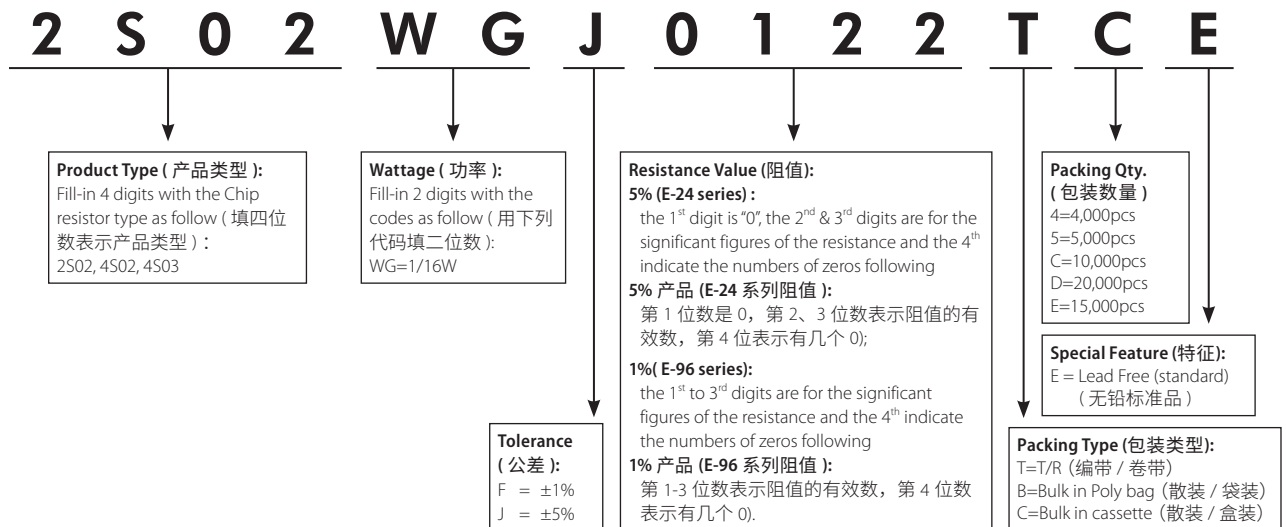 2 S 0 2 W G J 0 1 2 2 T C E
Product Type ( 产品类型 ):
Fill-in 4 digits with the Chip
resistor type as follow ( 填四位
数表示产品类型 ) :
2S02, 4S02, 4S03
Wattage ( 功率 ):
Fill-in 2 digits with the
codes as follow ( 用下列
代码填二位数 ):
WG=1/16W
Tolerance
( 公差 ):
F = ±1%
J = ±5%
Resistance Value (阻值):
5% (E-24 series) :
the 1st digit is "0", the 2nd & 3rd digits are for the
significant figures of the resistance and the 4th
indicate the numbers of zeros following
5% 产品 (E-24 系列阻值 ):
第 1 位数是 0，第 2、3 位数表示阻值的有
效数，第 4 位表示有几个 0);
1%( E-96 series):
the 1st to 3rd digits are for the significant
figures of the resistance and the 4th indicate
the numbers of zeros following
1% 产品 (E-96 系列阻值 ):
第 1-3 位数表示阻值的有效数，第 4 位数
表示有几个 0).
Packing Qty.
( 包装数量 )
4=4,000pcs
5=5,000pcs
C=10,000pcs
D=20,000pcs
E=15,000pcs
Special Feature (特征):
E = Lead Free (standard)
( 无铅标准品 )
Packing Type (包装类型):
T=T/R (编带 / 卷带)
B=Bulk in Poly bag (散装 / 袋装)
C=Bulk in cassette (散装 / 盒装)